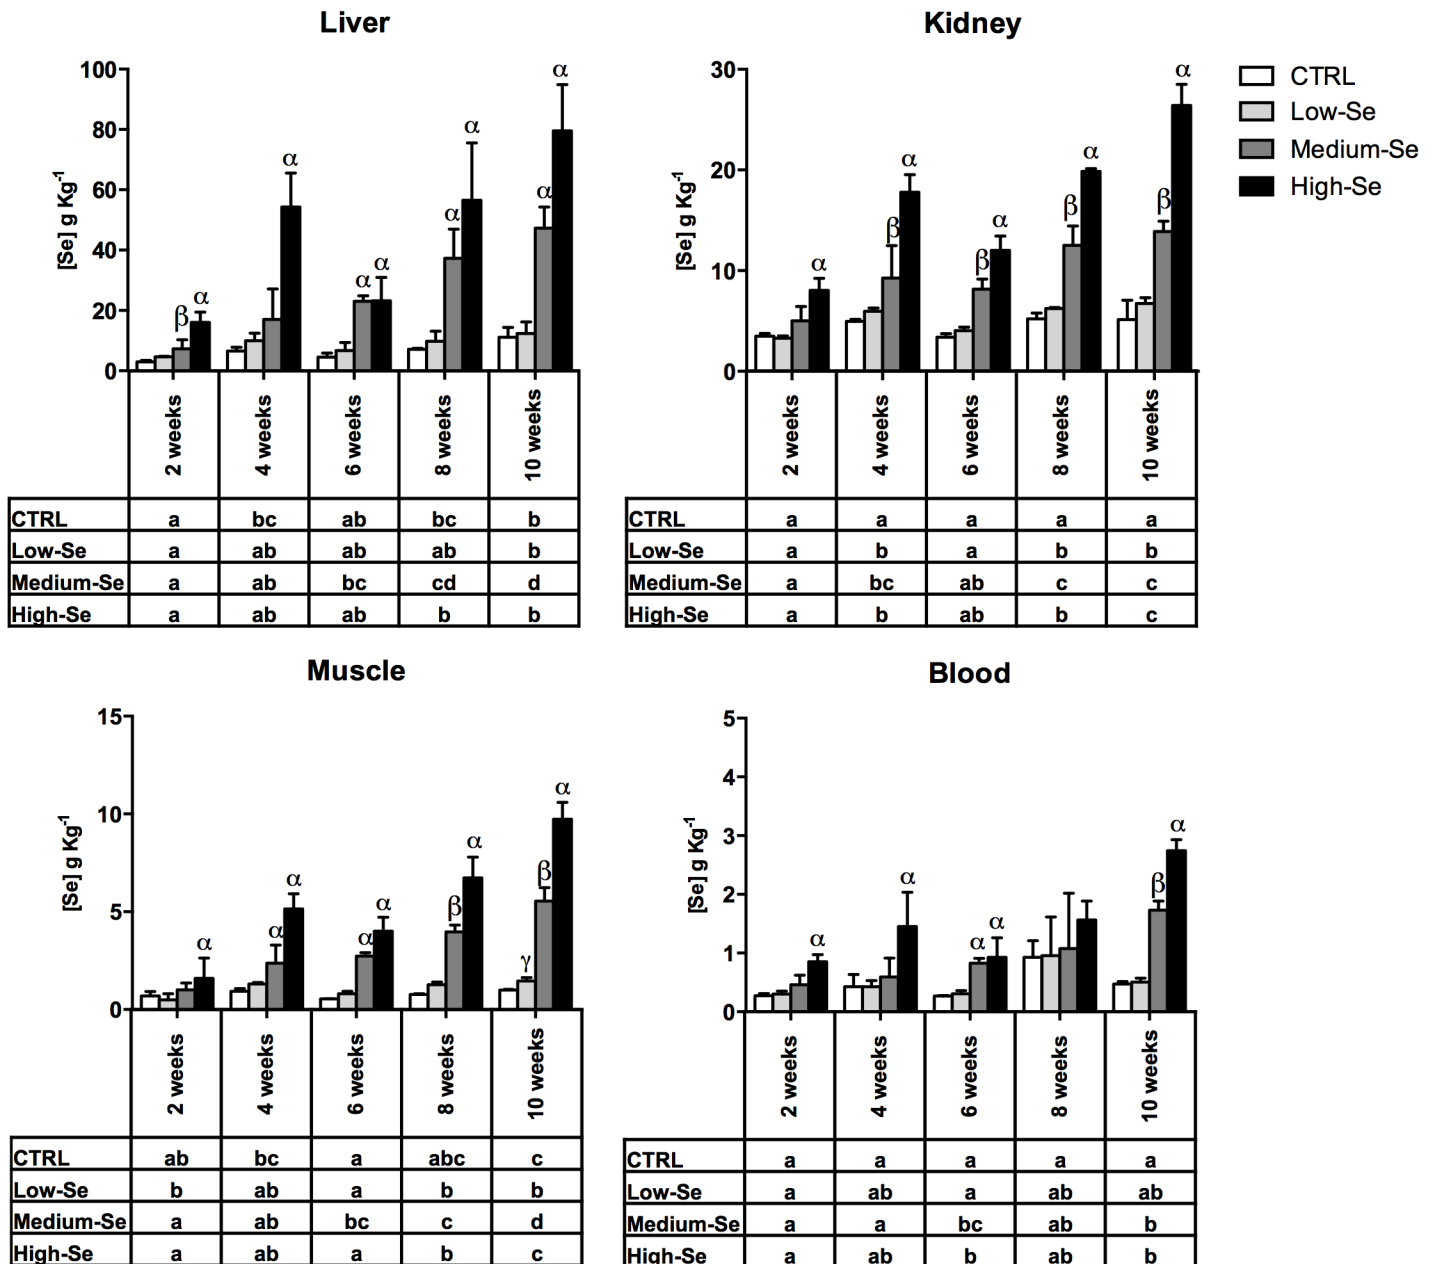 Liver
100
80
60
40
20
0
[Se] g Kg-1
β α
α
α α
α α
α α
2 weeks
4 weeks
6 weeks
8 weeks
10 weeks
CTRL a bc ab bc b
Low-Se a ab ab ab b
Medium-Se a ab bc cd d
High-Se a ab ab b b
Kidney
30
20
10
0
[Se] g Kg-1
α
β α
β α
β α
β α
2 weeks
4 weeks
6 weeks
8 weeks
10 weeks
CTRL a a a a a
Low-Se a b a b b
Medium-Se a bc ab c c
High-Se a b ab b c
CTRL
Low-Se
Medium-Se
High-Se
Muscle
15
10
5
0
[Se] g Kg-1
α
α α
α α
β α
γ β α
2 weeks
4 weeks
6 weeks
8 weeks
10 weeks
CTRL ab bc a abc c
Low-Se b ab a b b
Medium-Se a ab bc c d
High-Se a ab a b c
Blood
5
4
3
2
1
0
[Se] g Kg-1
α
α
α α
β α
2 weeks
4 weeks
6 weeks
8 weeks
10 weeks
CTRL a a a a a
Low-Se a ab a ab ab
Medium-Se a a bc ab b
High-Se a ab b ab b